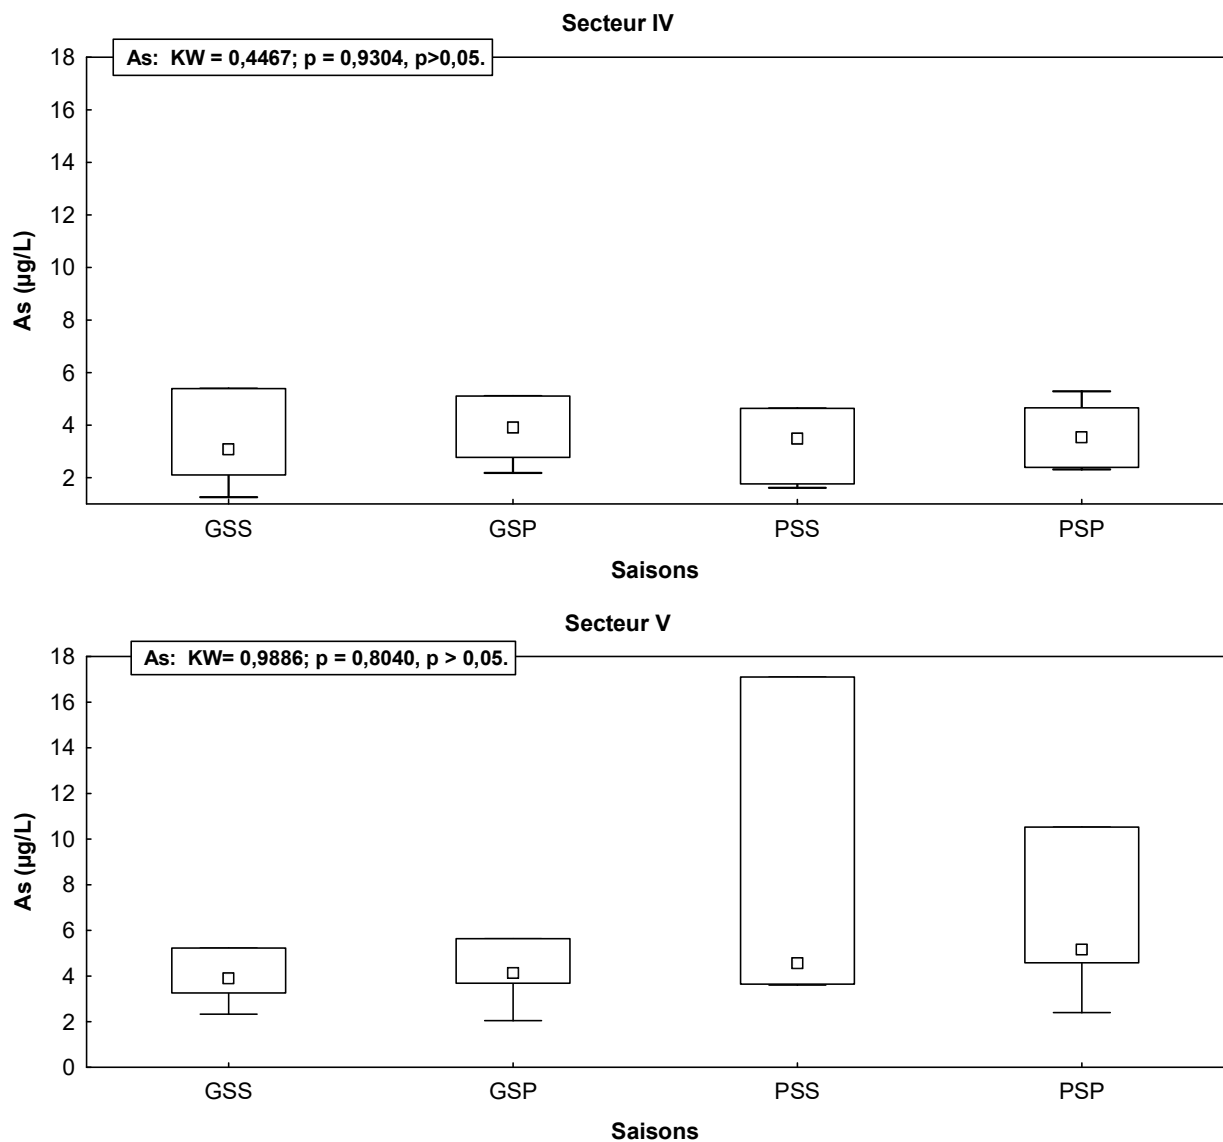 Secteur IV
As: KW = 0,4467; p = 0,9304, p>0,05.
18
16
14
12
10
8
6
4
2
As (µg/L)
GSS GSP PSS PSP
Saisons
Secteur V
As: KW= 0,9886; p = 0,8040, p > 0,05.
18
16
14
12
10
8
6
4
2
0
As (µg/L)
GSS GSP PSS PSP
Saisons